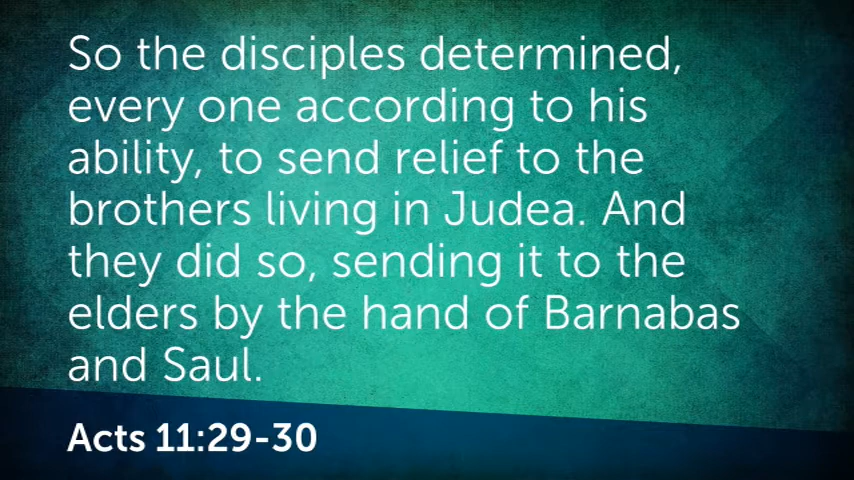 So the disciples determined,
every one according to his
ability, to send relief to the
brothers living in Judea. And
they did so, sending it to the
elders by the hand of Barnabas
and Saul.
Acts 11:29-30